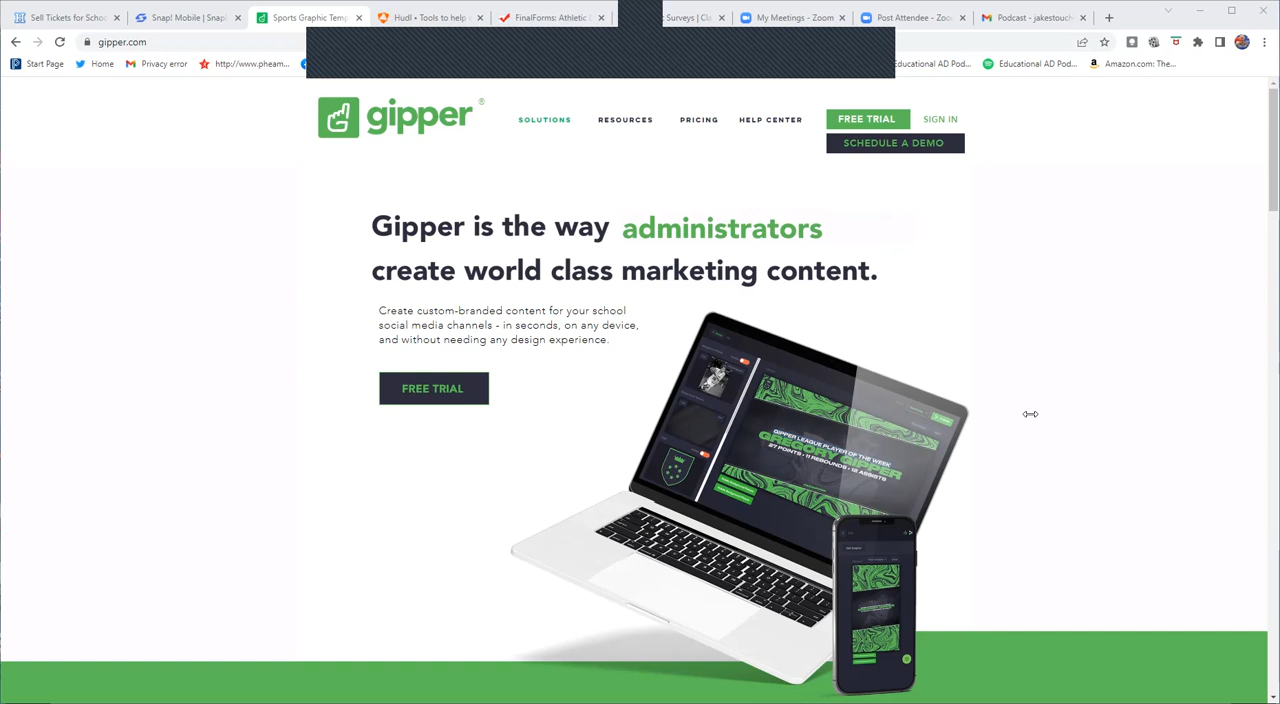 Sell Tickets for Schoo
Snap! Mobile | Snap!
Sports Graphic Temp
Hudl • Tools to help
FinalForms: Athletic E
t Surveys | Cla
My Meetings - Zoom
Post Attendee - Zoo
Podcast - jakestouch
gipper.com
Start Page
Home
Privacy error
http://www.pheam...
Educational AD Pod...
Educational AD Pod...
Amazon.com: The...
gipper®
SOLUTIONS
RESOURCES
PRICING
HELP CENTER
FREE TRIAL
SIGN IN
SCHEDULE A DEMO
Gipper is the way administrators
create world class marketing content.
Create custom-branded content for your school
social media channels - in seconds, on any device,
and without needing any design experience.
FREE TRIAL
GIPPER LEAGUE PLAYER OF THE WEEK
GREGORY GIPPER
27 POINTS • 11 REBOUNDS • 12 ASSISTS